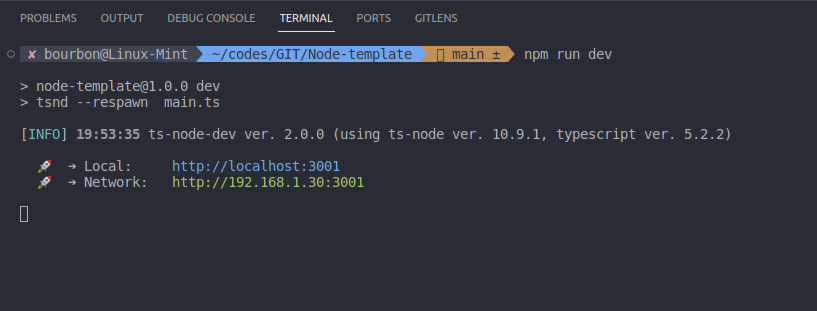 PROBLEMS OUTPUT DEBUG CONSOLE TERMINAL PORTS GITLENS
✘ bourbon@Linux-Mint ~/codes/GIT/Node-template main ± npm run dev
> node-template@1.0.0 dev
> tsnd --respawn  main.ts
[INFO] 19:53:35 ts-node-dev ver. 2.0.0 (using ts-node ver. 10.9.1, typescript ver. 5.2.2)
🚀 ➜ Local: http://localhost:3001
🚀 ➜ Network: http://192.168.1.30:3001